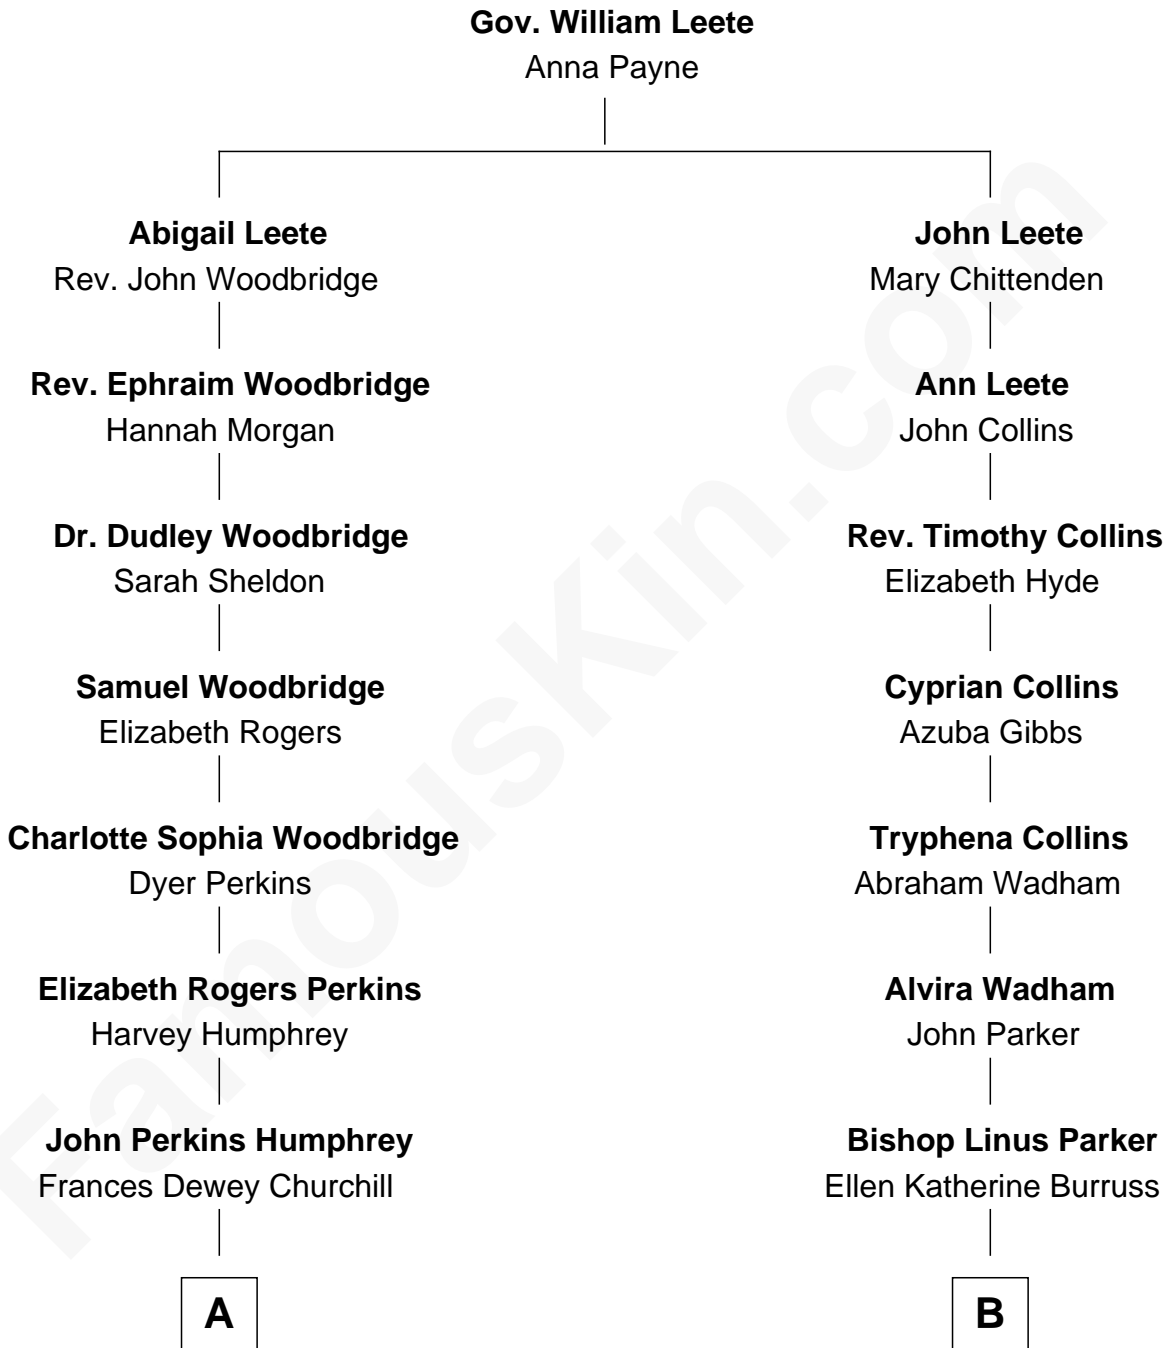 Gov. William Leete
Anna Payne
Abigail Leete
Rev. John Woodbridge
John Leete
Mary Chittenden
Rev. Ephraim Woodbridge
Hannah Morgan
Ann Leete
John Collins
Dr. Dudley Woodbridge
Sarah Sheldon
Rev. Timothy Collins
Elizabeth Hyde
Samuel Woodbridge
Elizabeth Rogers
Cyprian Collins
Azuba Gibbs
Charlotte Sophia Woodbridge
Dyer Perkins
Tryphena Collins
Abraham Wadham
Elizabeth Rogers Perkins
Harvey Humphrey
Alvira Wadham
John Parker
John Perkins Humphrey
Frances Dewey Churchill
Bishop Linus Parker
Ellen Katherine Burruss
A
B
FamousKin.com